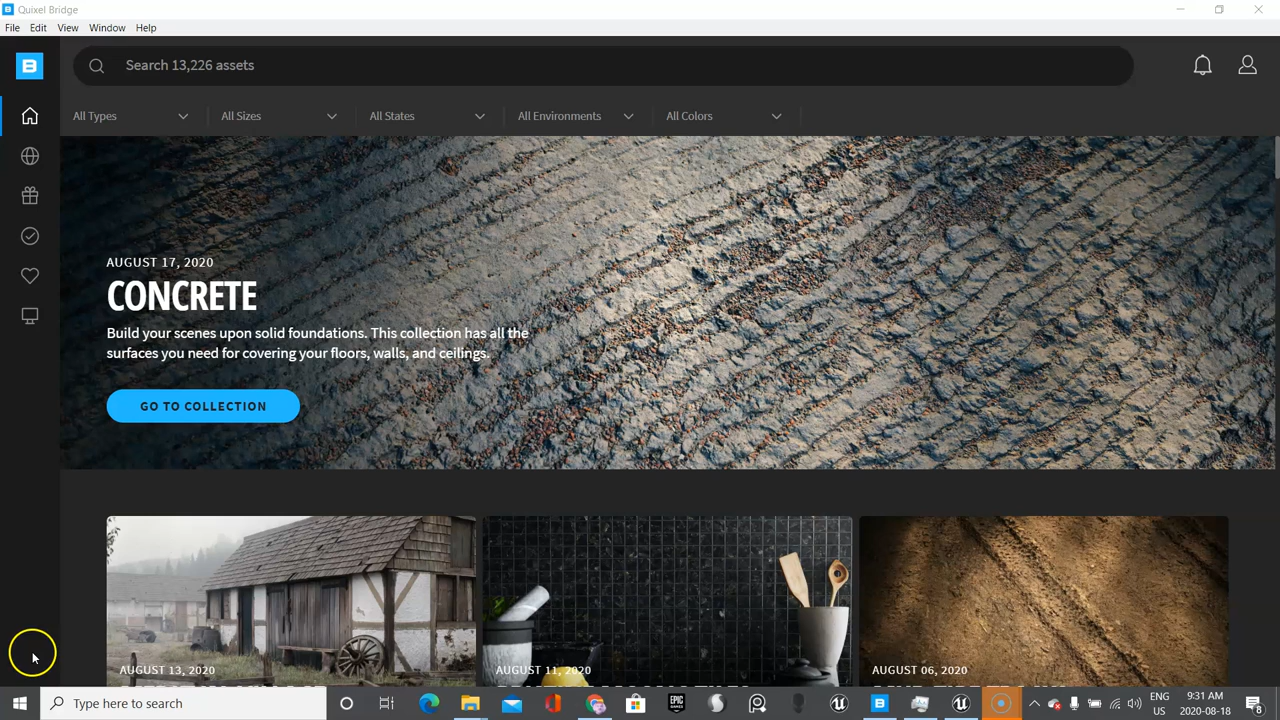 Quixel Bridge
File Edit View Window Help
Search 13,226 assets
All Types All Sizes All States All Environments All Colors
AUGUST 17, 2020
CONCRETE
Build your scenes upon solid foundations. This collection has all the
surfaces you need for covering your floors, walls, and ceilings.
GO TO COLLECTION
AUGUST 13, 2020 AUGUST 11, 2020 AUGUST 06, 2020
Type here to search
EPIC
GAMES
ENG
US
9:31 AM
2020-08-18
8